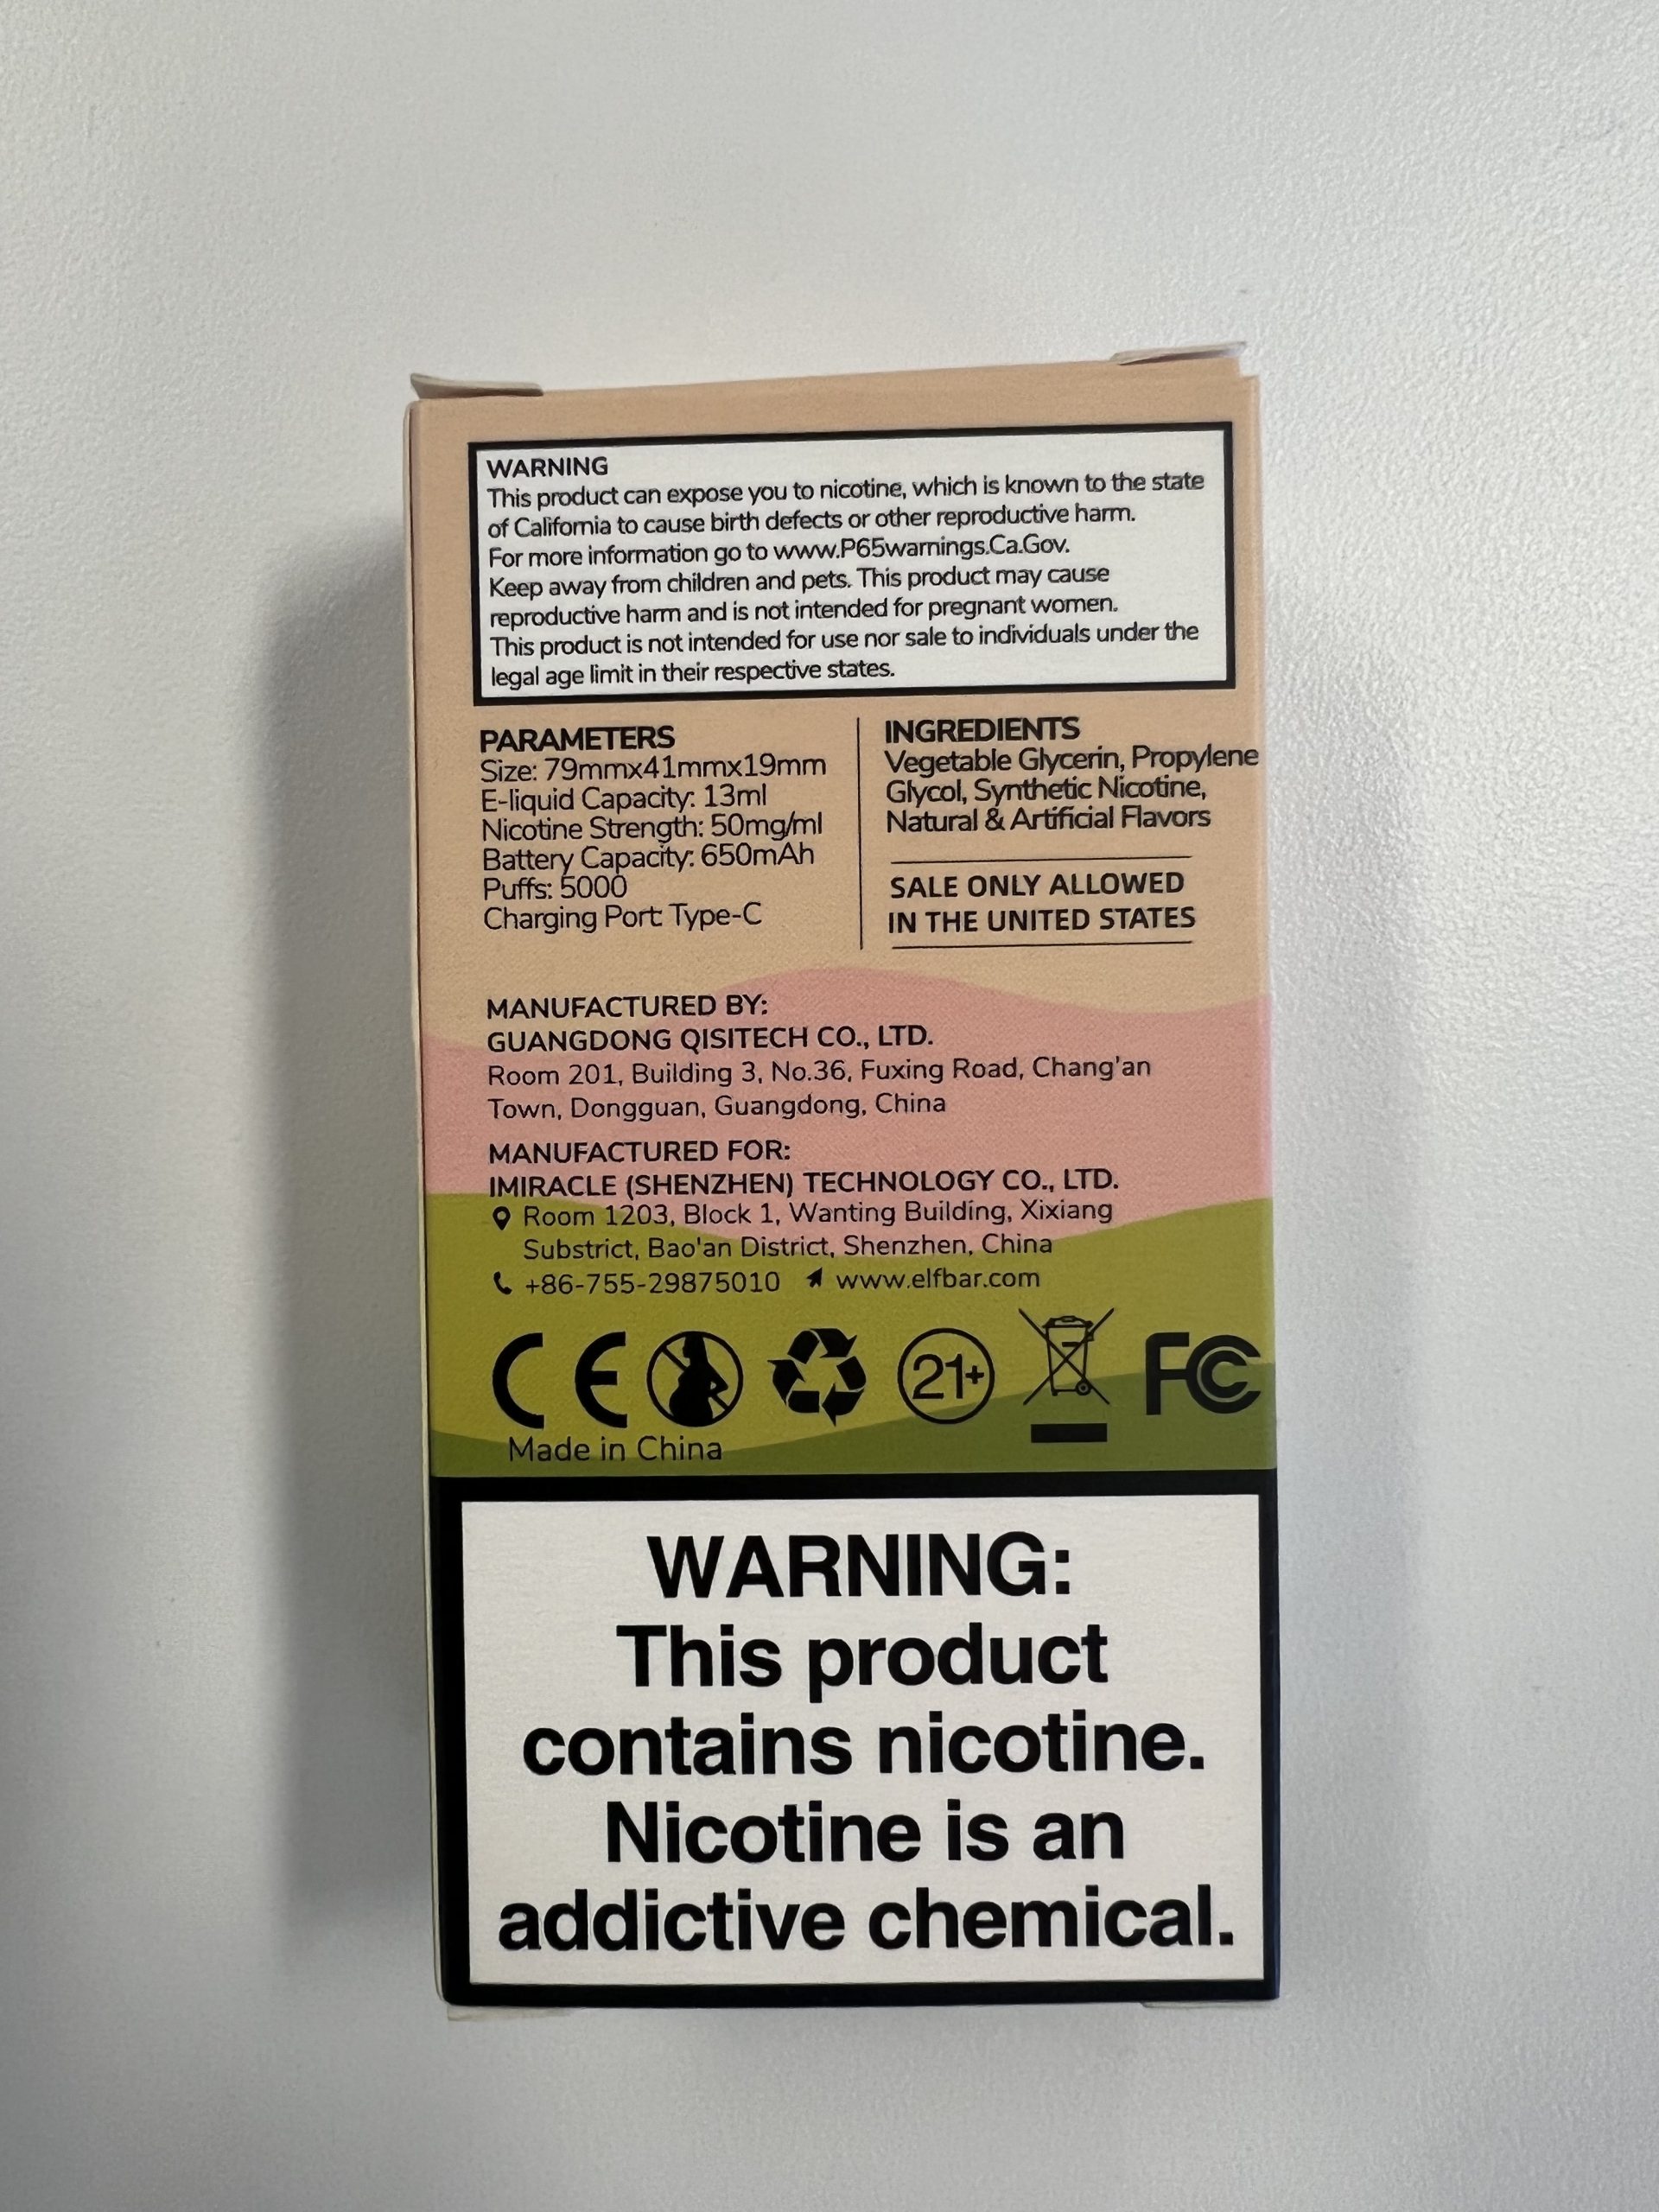 WARNING
This product can expose you to nicotine, which is known to the state
of California to cause birth defects or other reproductive harm.
For more information go to www.P65warnings.Ca.Gov.
Keep away from children and pets. This product may cause
reproductive harm and is not intended for pregnant women.
This product is not intended for use nor sale to individuals under the
legal age limit in their respective states.
PARAMETERS
Size: 79mmx41mmx19mm
E-liquid Capacity: 13ml
Nicotine Strength: 50mg/ml
Battery Capacity: 650mAh
Puffs: 5000
Charging Port: Type-C
INGREDIENTS
Vegetable Glycerin, Propylene
Glycol, Synthetic Nicotine,
Natural & Artificial Flavors
SALE ONLY ALLOWED
IN THE UNITED STATES
MANUFACTURED BY:
GUANGDONG QISITECH CO., LTD.
Room 201, Building 3, No.36, Fuxing Road, Chang'an
Town, Dongguan, Guangdong, China
MANUFACTURED FOR:
IMIRACLE (SHENZHEN) TECHNOLOGY CO., LTD.
Room 1203, Block 1, Wanting Building, Xixiang
Substrict, Bao'an District, Shenzhen, China
+86-755-29875010 www.elfbar.com
CE 21+ FC
Made in China
WARNING:
This product
contains nicotine.
Nicotine is an
addictive chemical.